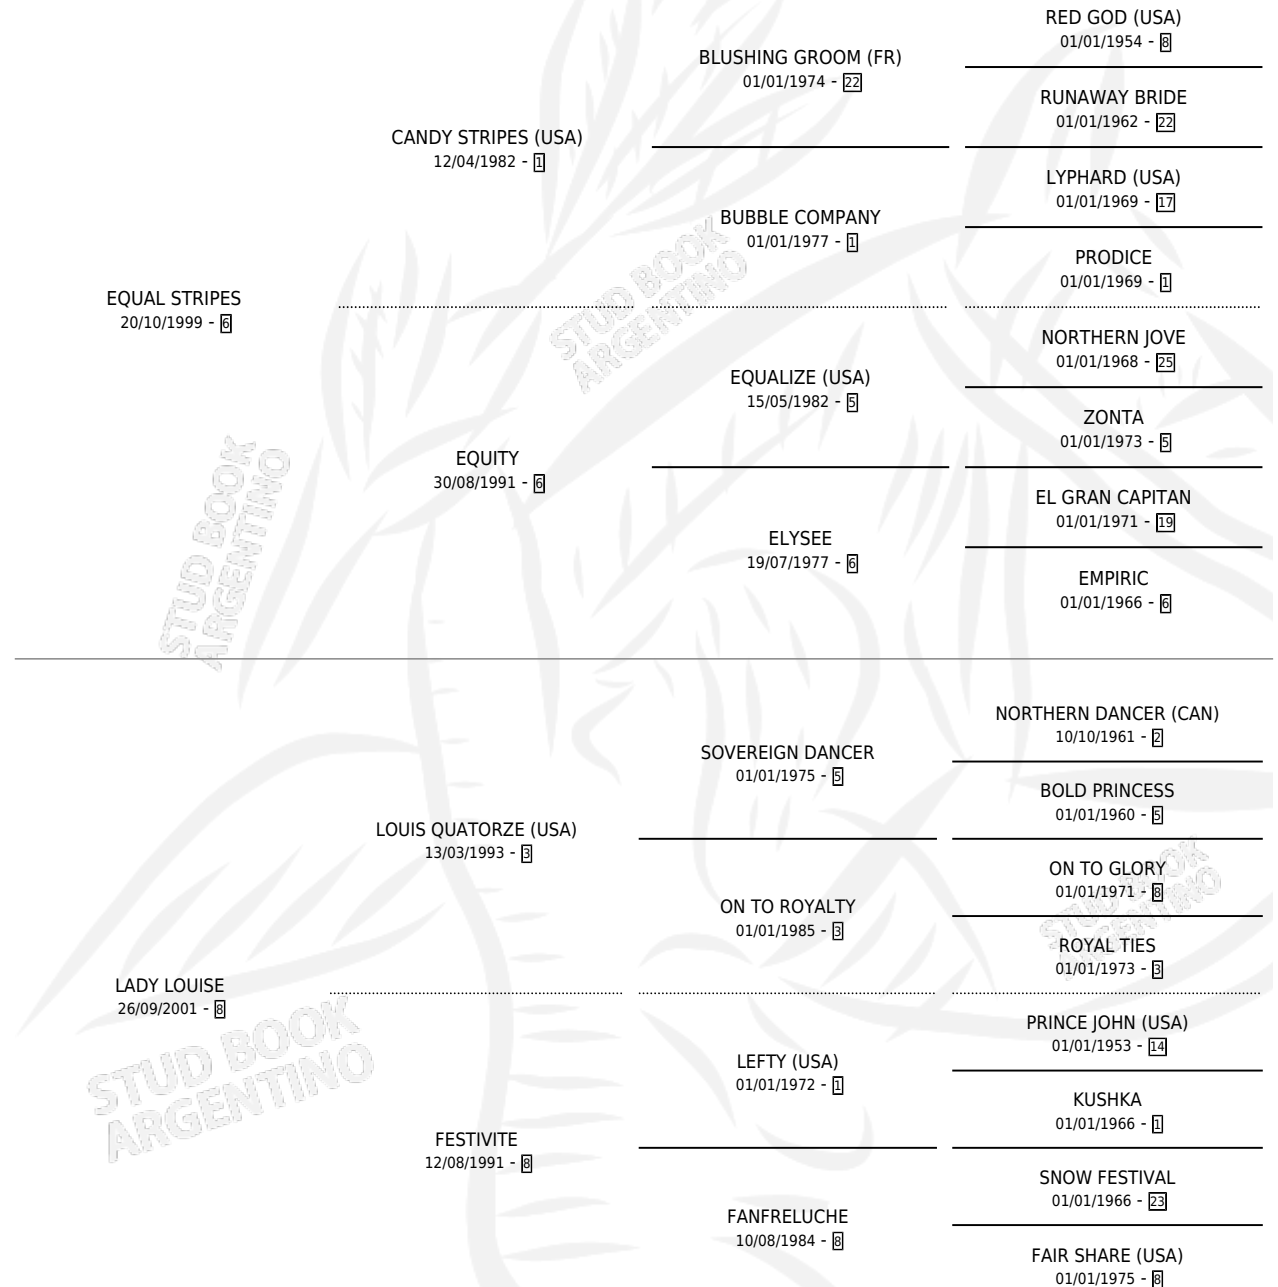 RED GOD (USA)
01/01/1954 - 8
BLUSHING GROOM (FR)
01/01/1974 - 22
RUNAWAY BRIDE
01/01/1962 - 22
CANDY STRIPES (USA)
12/04/1982 - 1
LYPHARD (USA)
01/01/1969 - 17
BUBBLE COMPANY
01/01/1977 - 1
PRODICE
01/01/1969 - 1
EQUAL STRIPES
20/10/1999 - 6
STUD BOOK
ARGENTINO
NORTHERN JOVE
01/01/1968 - 25
EQUALIZE (USA)
15/05/1982 - 5
ZONTA
01/01/1973 - 5
EQUITY
30/08/1991 - 6
EL GRAN CAPITAN
01/01/1971 - 19
ELYSEE
19/07/1977 - 6
EMPIRIC
01/01/1966 - 6
STUD BOOK
ARGENTINO
NORTHERN DANCER (CAN)
10/10/1961 - 2
SOVEREIGN DANCER
01/01/1975 - 5
BOLD PRINCESS
01/01/1960 - 5
LOUIS QUATORZE (USA)
13/03/1993 - 3
ON TO GLORY
01/01/1971 - 8
ON TO ROYALTY
01/01/1985 - 3
ROYAL TIES
01/01/1973 - 3
STUD BOOK
ARGENTINO
LADY LOUISE
26/09/2001 - 8
STUD BOOK
ARGENTINO
PRINCE JOHN (USA)
01/01/1953 - 14
LEFTY (USA)
01/01/1972 - 1
KUSHKA
01/01/1966 - 1
FESTIVITE
12/08/1991 - 8
SNOW FESTIVAL
01/01/1966 - 23
FANFRELUCHE
10/08/1984 - 8
FAIR SHARE (USA)
01/01/1975 - 8